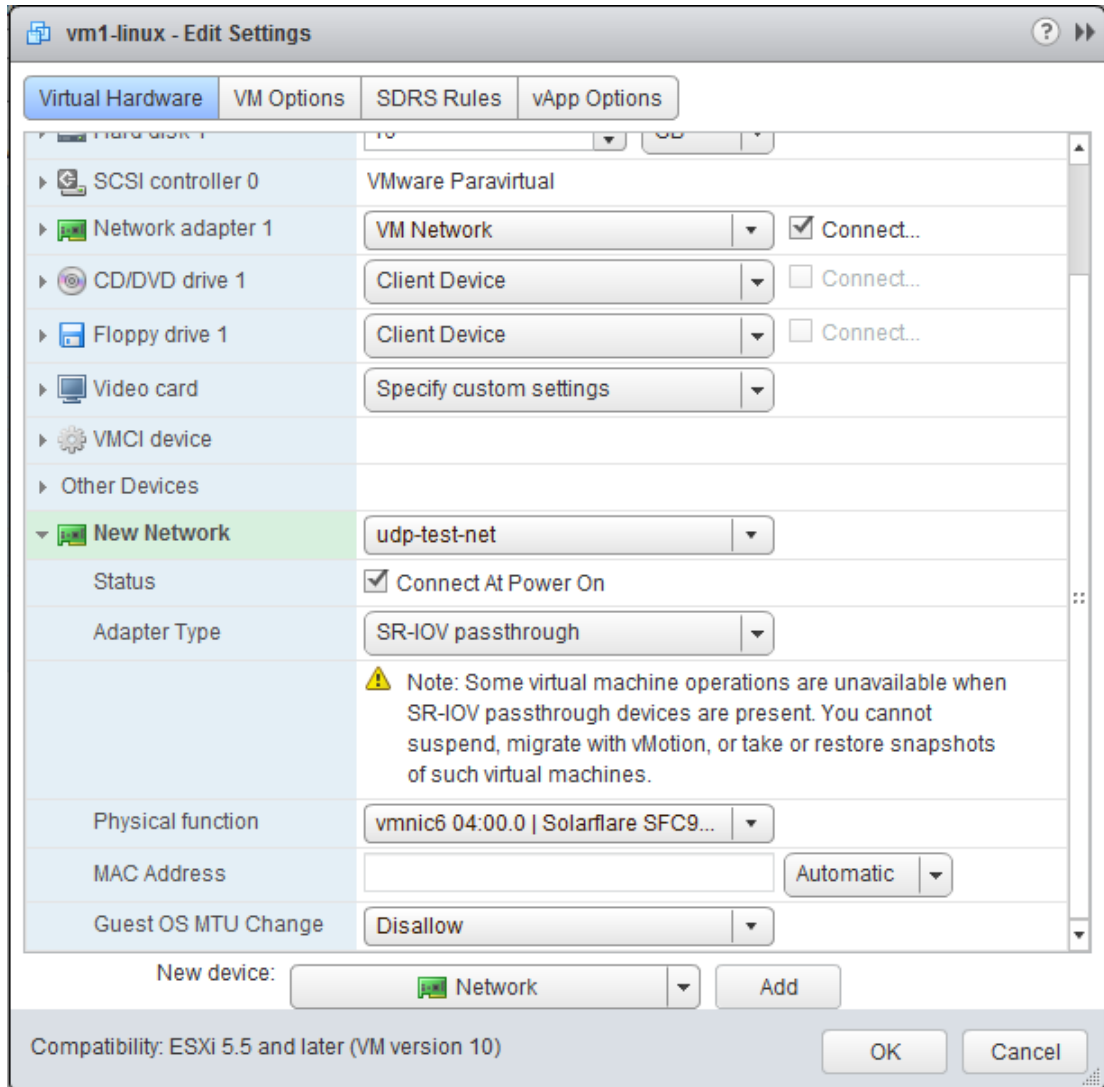 vm1-linux - Edit Settings
Virtual Hardware VM Options SDRS Rules vApp Options
Hard disk 1 GB
SCSI controller 0 VMware Paravirtual
Network adapter 1 VM Network Connect...
CD/DVD drive 1 Client Device Connect...
Floppy drive 1 Client Device Connect...
Video card Specify custom settings
VMCI device
Other Devices
New Network udp-test-net
Status Connect At Power On
Adapter Type SR-IOV passthrough
Note: Some virtual machine operations are unavailable when
SR-IOV passthrough devices are present. You cannot
suspend, migrate with vMotion, or take or restore snapshots
of such virtual machines.
Physical function vmnic6 04:00.0 | Solarflare SFC9...
MAC Address Automatic
Guest OS MTU Change Disallow
New device: Network Add
Compatibility: ESXi 5.5 and later (VM version 10) OK Cancel